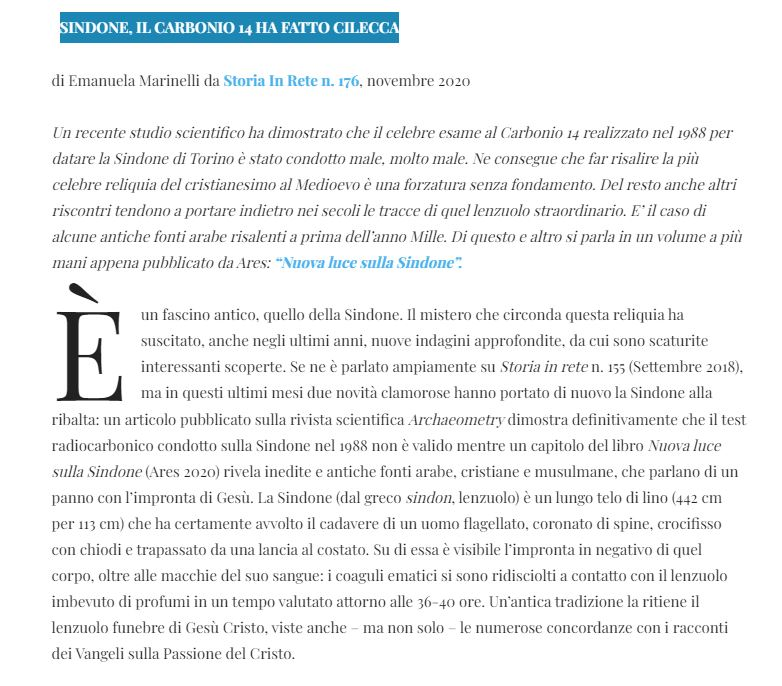 SINDONE, IL CARBONIO 14 HA FATTO CILECCA
di Emanuela Marinelli da Storia In Rete n. 176, novembre 2020
Un recente studio scientifico ha dimostrato che il celebre esame al Carbonio 14 realizzato nel 1988 per
datare la Sindone di Torino è stato condotto male, molto male. Ne consegue che far risalire la più
celebre reliquia del cristianesimo al Medioevo è una forzatura senza fondamento. Del resto anche altri
riscontri tendono a portare indietro nei secoli le tracce di quel lenzuolo straordinario. E' il caso di
alcune antiche fonti arabe risalenti a prima dell'anno Mille. Di questo e altro si parla in un volume a più
mani appena pubblicato da Ares: “Nuova luce sulla Sindone”.
È un fascino antico, quello della Sindone. Il mistero che circonda questa reliquia ha
suscitato, anche negli ultimi anni, nuove indagini approfondite, da cui sono scaturite
interessanti scoperte. Se ne è parlato ampiamente su Storia in rete n. 155 (Settembre 2018),
ma in questi ultimi mesi due novità clamorose hanno portato di nuovo la Sindone alla
ribalta: un articolo pubblicato sulla rivista scientifica Archaeometry dimostra definitivamente che il test
radiocarbonico condotto sulla Sindone nel 1988 non è valido mentre un capitolo del libro Nuova luce
sulla Sindone (Ares 2020) rivela inedite e antiche fonti arabe, cristiane e musulmane, che parlano di un
panno con l'impronta di Gesù. La Sindone (dal greco sindon, lenzuolo) è un lungo telo di lino (442 cm
per 113 cm) che ha certamente avvolto il cadavere di un uomo flagellato, coronato di spine, crocifisso
con chiodi e trapassato da una lancia al costato. Su di essa è visibile l'impronta in negativo di quel
corpo, oltre alle macchie del suo sangue: i coaguli ematici si sono ridisciolti a contatto con il lenzuolo
imbevuto di profumi in un tempo valutato attorno alle 36-40 ore. Un'antica tradizione la ritiene il
lenzuolo funebre di Gesù Cristo, viste anche – ma non solo – le numerose concordanze con i racconti
dei Vangeli sulla Passione del Cristo.